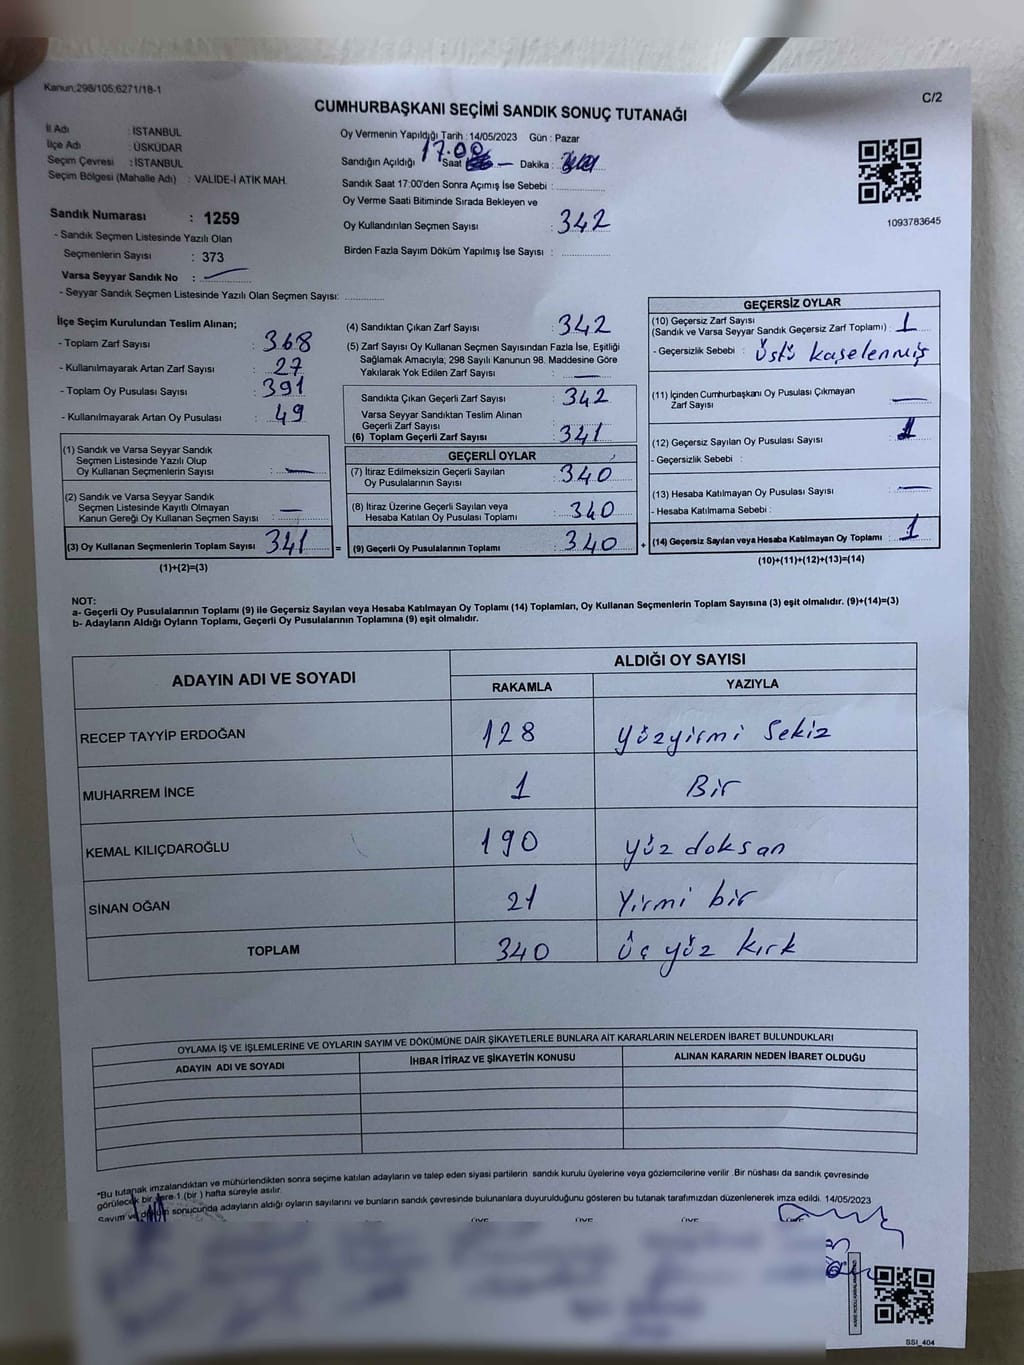 Kanun;298/105;6271/18-1
C/2
CUMHURBAŞKANI SEÇİMİ SANDIK SONUÇ TUTANAĞI
İl Adı : İSTANBUL
İlçe Adı : ÜSKÜDAR
Seçim Çevresi : İSTANBUL
Seçim Bölgesi (Mahalle Adı) : VALİDE-İ ATİK MAH.
Sandık Numarası : 1259
- Sandık Seçmen Listesinde Yazılı Olan
Seçmenlerin Sayısı : 373
Varsa Seyyar Sandık No : —
- Seyyar Sandık Seçmen Listesinde Yazılı Olan Seçmen Sayısı:
Oy Vermenin Yapıldığı Tarih : 14/05/2023 Gün : Pazar
17.00
Sandığın Açıldığı Saat — Dakika :
Sandık Saat 17:00'den Sonra Açımış İse Sebebi :
Oy Verme Saati Bitiminde Sırada Bekleyen ve
Oy Kullandırılan Seçmen Sayısı : 342
Birden Fazla Sayım Döküm Yapılmış İse Sayısı :
1093783645
İlçe Seçim Kurulundan Teslim Alınan;
- Toplam Zarf Sayısı : 368
- Kullanılmayarak Artan Zarf Sayısı : 27
- Toplam Oy Pusulası Sayısı : 391
- Kullanılmayarak Artan Oy Pusulası : 49
(1) Sandık ve Varsa Seyyar Sandık
Seçmen Listesinde Yazılı Olup
Oy Kullanan Seçmenlerin Sayısı : —
(2) Sandık ve Varsa Seyyar Sandık
Seçmen Listesinde Kayıtlı Olmayan
Kanun Gereği Oy Kullanan Seçmen Sayısı : —
(3) Oy Kullanan Seçmenlerin Toplam Sayısı 341 =
(1)+(2)=(3)
(4) Sandıktan Çıkan Zarf Sayısı : 342
(5) Zarf Sayısı Oy Kullanan Seçmen Sayısından Fazla İse, Eşitliği
Sağlamak Amacıyla; 298 Sayılı Kanunun 98. Maddesine Göre
Yakılarak Yok Edilen Zarf Sayısı : —
Sandıkta Çıkan Geçerli Zarf Sayısı : 342
Varsa Seyyar Sandıktan Teslim Alınan
Geçerli Zarf Sayısı :
(6) Toplam Geçerli Zarf Sayısı : 341
GEÇERLİ OYLAR
(7) İtiraz Edilmeksizin Geçerli Sayılan
Oy Pusulalarının Sayısı : 340
(8) İtiraz Üzerine Geçerli Sayılan ve
Hesaba Katılan Oy Pusulası Toplamı : 340
(9) Geçerli Oy Pusulalarının Toplamı : 340 +
GEÇERSİZ OYLAR
(10) Geçersiz Zarf Sayısı
(Sandık ve Varsa Seyyar Sandık Geçersiz Zarf Toplamı) : 1
- Geçersizlik Sebebi : Üstü kaşelenmiş
(11) İçinden Cumhurbaşkanı Oy Pusulası Çıkmayan
Zarf Sayısı : —
(12) Geçersiz Sayılan Oy Pusulası Sayısı : 1
- Geçersizlik Sebebi :
(13) Hesaba Katılmayan Oy Pusulası Sayısı : —
- Hesaba Katılmama Sebebi :
(14) Geçersiz Sayılan veya Hesaba Katılmayan Oy Toplamı : 1
(10)+(11)+(12)+(13)=(14)
NOT:
a- Geçerli Oy Pusulalarının Toplamı (9) ile Geçersiz Sayılan veya Hesaba Katılmayan Oy Toplamı (14) Toplamları, Oy Kullanan Seçmenlerin Toplam Sayısına (3) eşit olmalıdır. (9)+(14)=(3)
b- Adayların Aldığı Oyların Toplamı, Geçerli Oy Pusulalarının Toplamına (9) eşit olmalıdır.
ADAYIN ADI VE SOYADI ALDIĞI OY SAYISI
RAKAMLA YAZIYLA
RECEP TAYYİP ERDOĞAN 128 Yüzyirmi Sekiz
MUHARREM İNCE 1 Bir
KEMAL KILIÇDAROĞLU 190 Yüz doksan
SİNAN OĞAN 21 Yirmi bir
TOPLAM 340 Üç yüz kırk
OYLAMA İŞ VE İŞLEMLERİNE VE OYLARIN SAYIM VE DÖKÜMÜNE DAİR ŞİKAYETLERLE BUNLARA AİT KARARLARIN NELERDEN İBARET BULUNDUKLARI
ADAYIN ADI VE SOYADI İHBAR İTİRAZ VE ŞİKAYETİN KONUSU ALINAN KARARIN NEDEN İBARET OLDUĞU
*Bu tutanak imzalandıktan ve mühürlendikten sonra seçime katılan adayların ve talep eden siyasi partilerin sandık kurulu üyelerine veya gözlemcilerine verilir. Bir nüshası da sandık çevresinde
görülecek bir yere 1 (bir) hafta süreyle asılır.
Sayım ve döküm sonucunda adayların aldığı oyların sayılarını ve bunların sandık çevresinde bulunanlara duyurulduğunu gösteren bu tutanak tarafımızdan düzenlenerek imza edildi. 14/05/2023
ÜYE ÜYE ÜYE
SSI_404